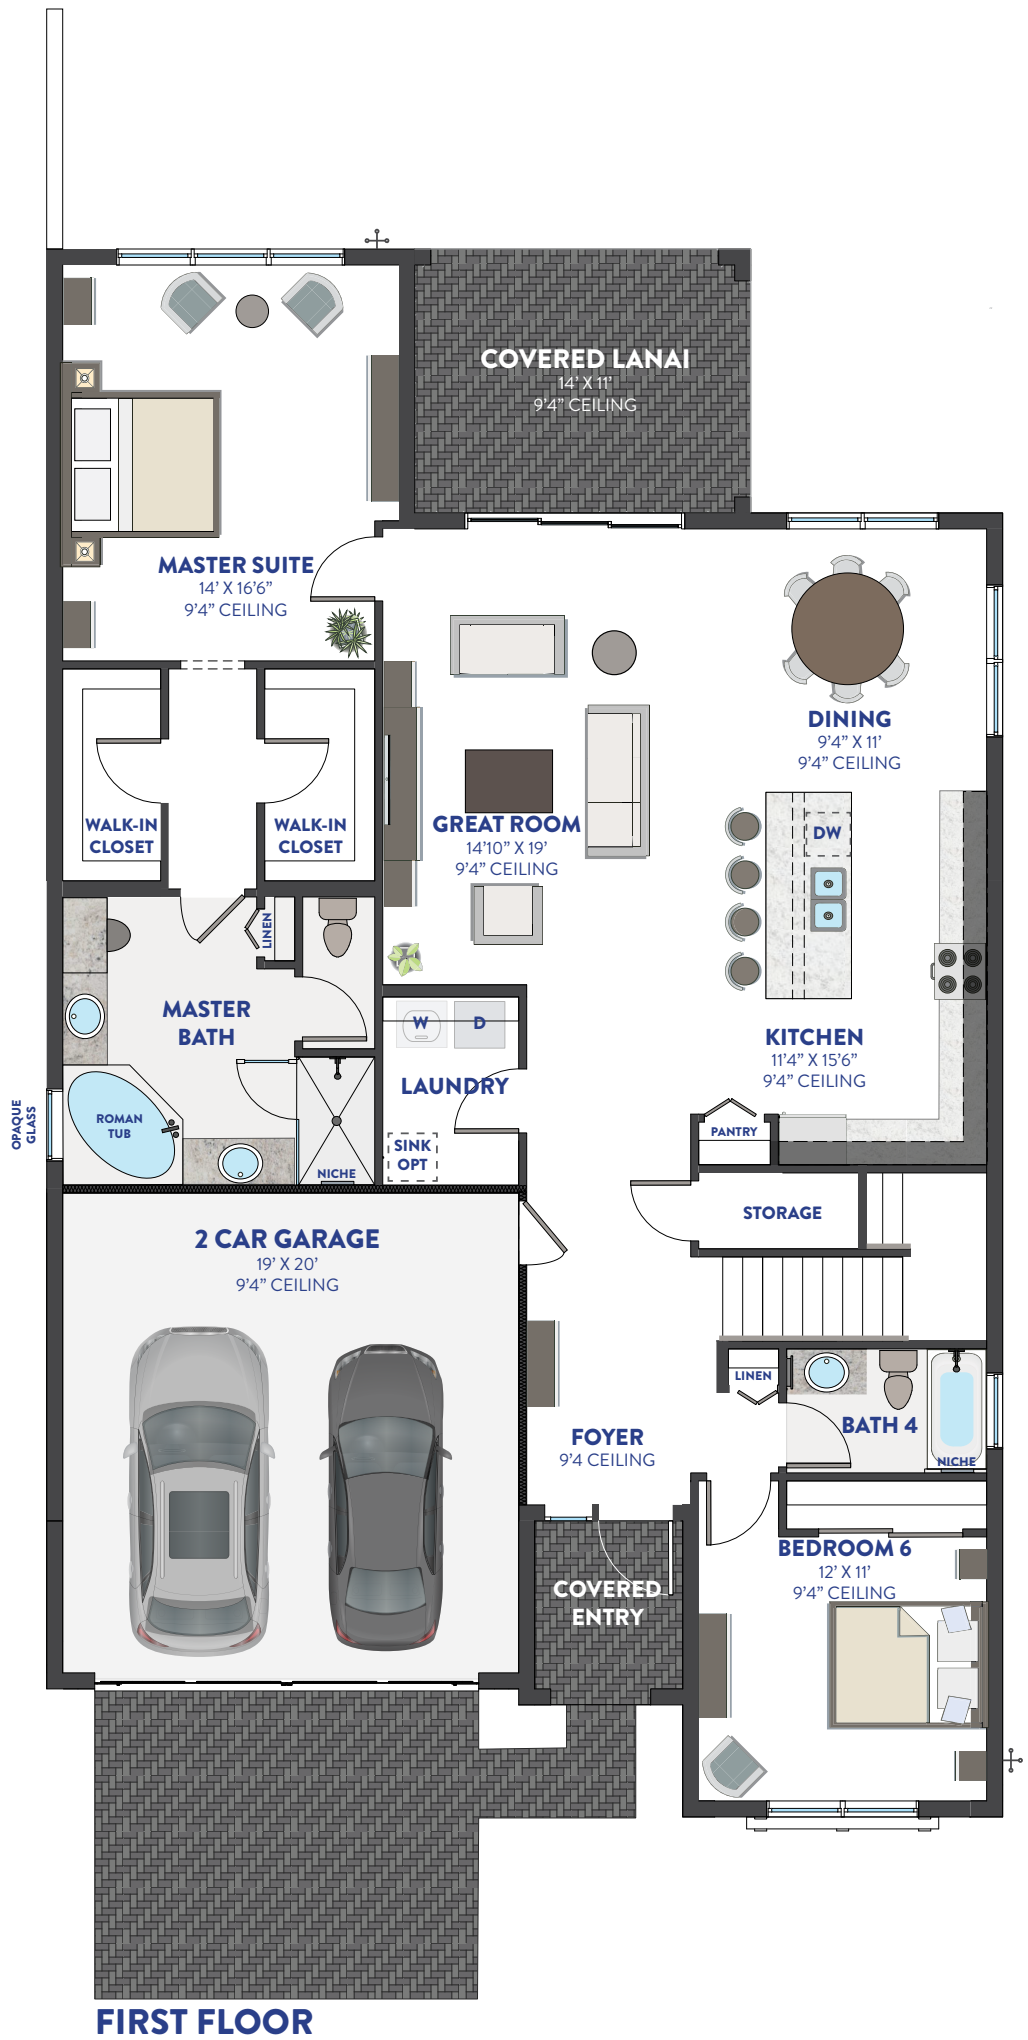 COVERED LANAI
14’ X 11’
9’4” CEILING
MASTER SUITE
14’ X 16’6”
9’4” CEILING
DINING
9’4” X 11’
9’4” CEILING
WALK-IN
CLOSET
WALK-IN
CLOSET
GREAT ROOM
14’10” X 19’
9’4” CEILING
DW
LINEN
MASTER
BATH
W
D
KITCHEN
11’4” X 15’6”
9’4” CEILING
LAUNDRY
OPAQUE
GLASS
ROMAN
TUB
PANTRY
SINK
OPT
NICHE
STORAGE
2 CAR GARAGE
19’ X 20’
9’4” CEILING
LINEN
BATH 4
NICHE
FOYER
9’4 CEILING
BEDROOM 6
12’ X 11’
9’4” CEILING
COVERED
ENTRY
FIRST FLOOR